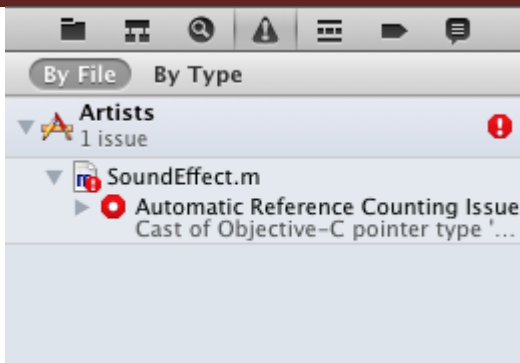 By File By Type
Artists
1 issue
SoundEffect.m
Automatic Reference Counting Issue
Cast of Objective-C pointer type '...